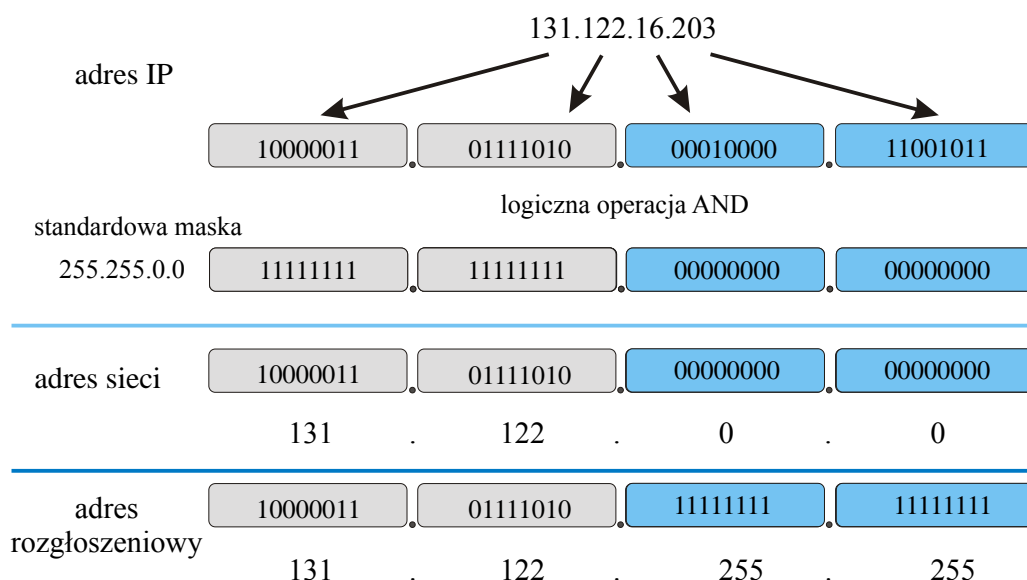 131.122.16.203
adres IP
10000011 . 01111010 . 00010000 . 11001011
logiczna operacja AND
standardowa maska
255.255.0.0 11111111 . 11111111 . 00000000 . 00000000
adres sieci 10000011 . 01111010 . 00000000 . 00000000
131 . 122 . 0 . 0
adres
rozgłoszeniowy
10000011 . 01111010 . 11111111 . 11111111
131 . 122 . 255 . 255